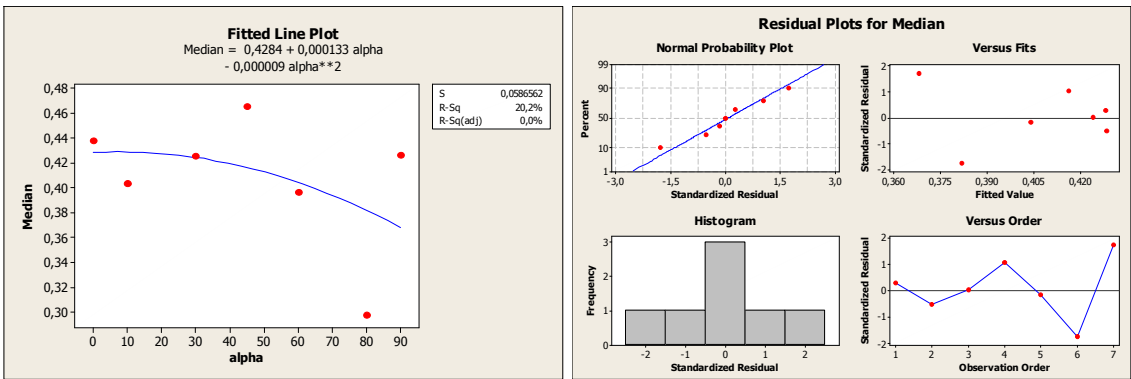 Fitted Line Plot
Median = 0,4284 + 0,000133 alpha
- 0,000009 alpha**2
S 0,0586562
R-Sq 20,2%
R-Sq(adj) 0,0%
0,48
0,46
0,44
0,42
0,40
0,38
0,36
0,34
0,32
0,30
Median
0 10 20 30 40 50 60 70 80 90
alpha
Residual Plots for Median
Normal Probability Plot
99
90
50
10
1
Percent
-3,0 -1,5 0,0 1,5 3,0
Standardized Residual
Versus Fits
2
1
0
-1
-2
Standardized Residual
0,360 0,375 0,390 0,405 0,420
Fitted Value
Histogram
3
2
1
0
Frequency
-2 -1 0 1 2
Standardized Residual
Versus Order
2
1
0
-1
-2
Standardized Residual
1 2 3 4 5 6 7
Observation Order